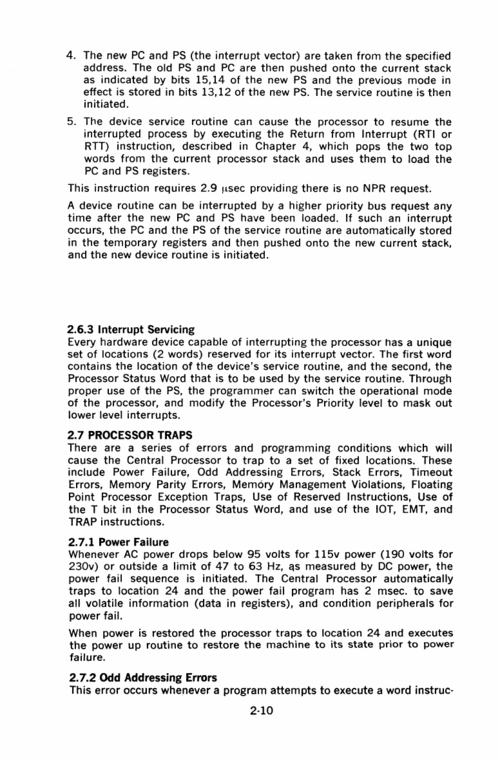 4. The new PC and PS (the interrupt vector) are taken from the specified
address. The old PS and PC are then pushed onto the current stack
as indicated by bits 15,14 of the new PS and the previous mode in
effect is stored in bits 13,12 of the new PS. The service routine is then
initiated.
5. The device service routine can cause the processor to resume the
interrupted process by executing the Return from Interrupt (RTI or
RTT) instruction, described in Chapter 4, which pops the two top
words from the current processor stack and uses them to load the
PC and PS registers.
This instruction requires 2.9 μsec providing there is no NPR request.
A device routine can be interrupted by a higher priority bus request any
time after the new PC and PS have been loaded. If such an interrupt
occurs, the PC and the PS of the service routine are automatically stored
in the temporary registers and then pushed onto the new current stack,
and the new device routine is initiated.
2.6.3 Interrupt Servicing
Every hardware device capable of interrupting the processor has a unique
set of locations (2 words) reserved for its interrupt vector. The first word
contains the location of the device's service routine, and the second, the
Processor Status Word that is to be used by the service routine. Through
proper use of the PS, the programmer can switch the operational mode
of the processor, and modify the Processor's Priority level to mask out
lower level interrupts.
2.7 PROCESSOR TRAPS
There are a series of errors and programming conditions which will
cause the Central Processor to trap to a set of fixed locations. These
include Power Failure, Odd Addressing Errors, Stack Errors, Timeout
Errors, Memory Parity Errors, Memory Management Violations, Floating
Point Processor Exception Traps, Use of Reserved Instructions, Use of
the T bit in the Processor Status Word, and use of the IOT, EMT, and
TRAP instructions.
2.7.1 Power Failure
Whenever AC power drops below 95 volts for 115v power (190 volts for
230v) or outside a limit of 47 to 63 Hz, as measured by DC power, the
power fail sequence is initiated. The Central Processor automatically
traps to location 24 and the power fail program has 2 msec. to save
all volatile information (data in registers), and condition peripherals for
power fail.
When power is restored the processor traps to location 24 and executes
the power up routine to restore the machine to its state prior to power
failure.
2.7.2 Odd Addressing Errors
This error occurs whenever a program attempts to execute a word instruc-
2-10